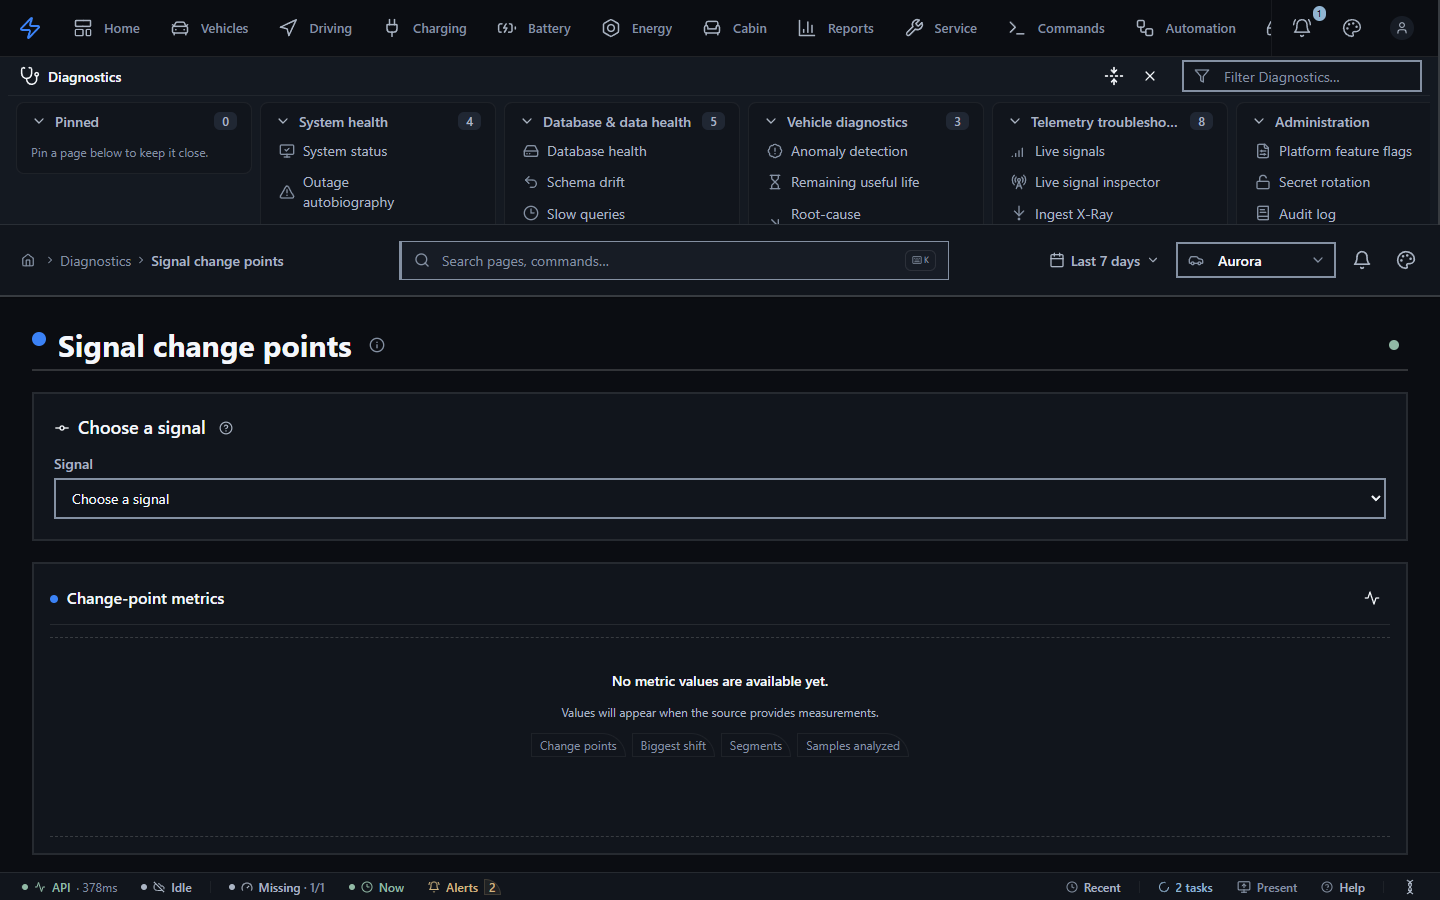 Home Vehicles Driving Charging Battery Energy Cabin Reports Service Commands Automation 1
Diagnostics Filter Diagnostics...
Pinned 0
Pin a page below to keep it close.
System health 4
System status
Outage
autobiography
Database & data health 5
Database health
Schema drift
Slow queries
Vehicle diagnostics 3
Anomaly detection
Remaining useful life
Root-cause
Telemetry troublesho... 8
Live signals
Live signal inspector
Ingest X-Ray
Administration
Platform feature flags
Secret rotation
Audit log
Diagnostics Signal change points
Search pages, commands... K
Last 7 days Aurora
Signal change points
Choose a signal
Signal
Choose a signal
Change-point metrics
No metric values are available yet.
Values will appear when the source provides measurements.
Change points Biggest shift Segments Samples analyzed
API · 378ms Idle Missing · 1/1 Now Alerts 2 Recent 2 tasks Present Help